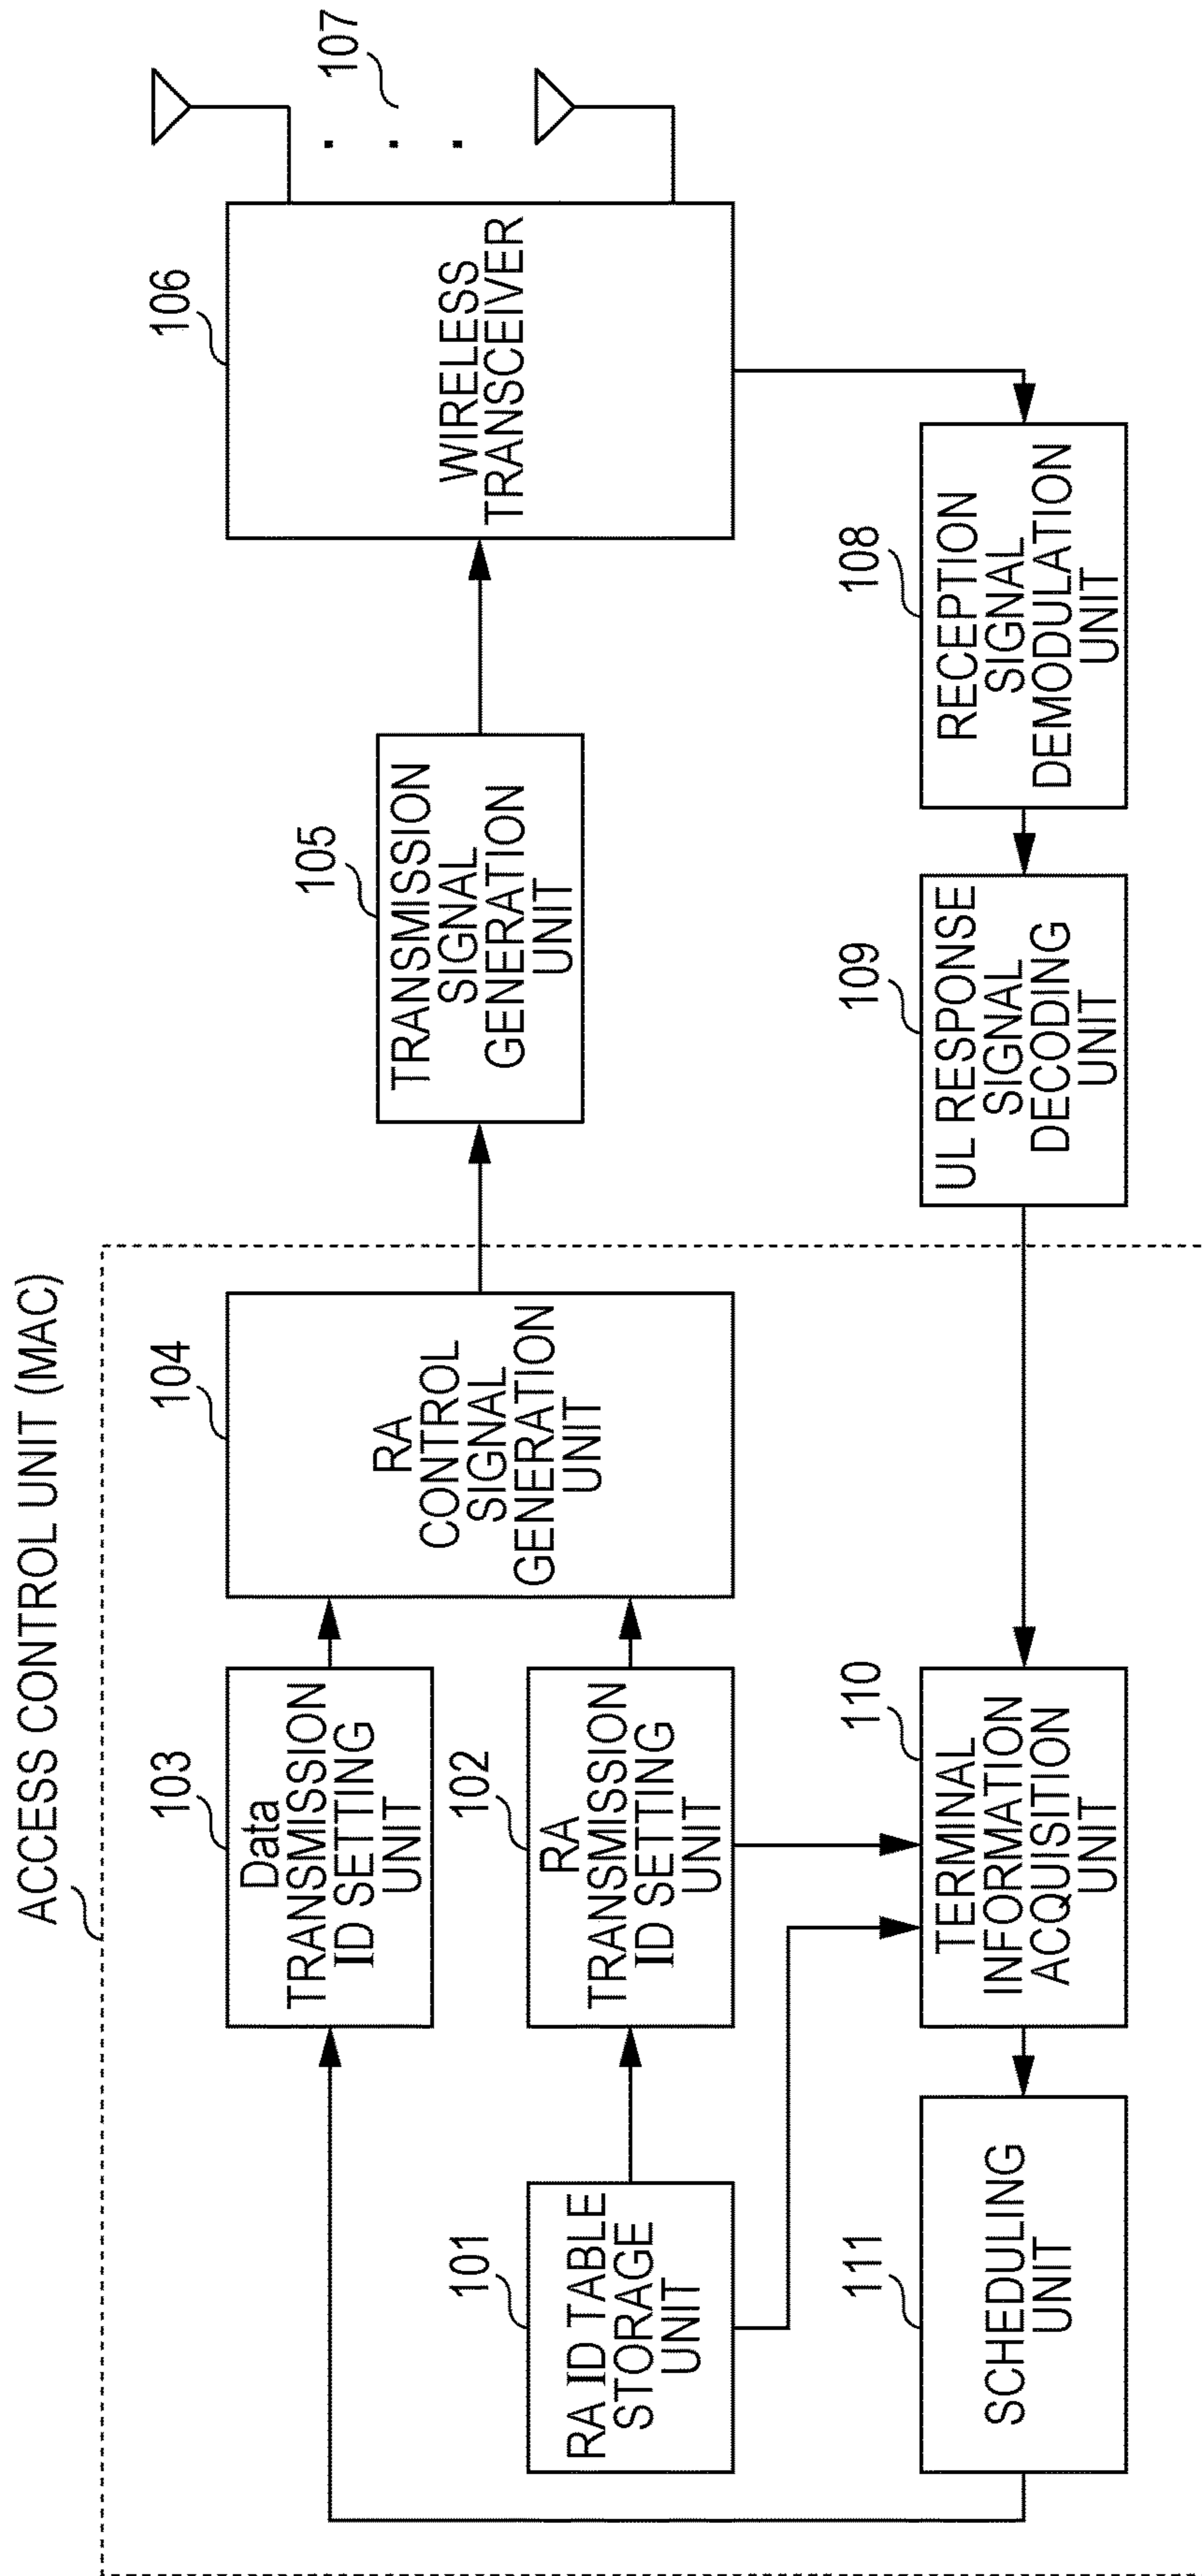 ACCESS CONTROL UNIT (MAC)
103
Data
TRANSMISSION
ID SETTING
UNIT
104
RA
CONTROL
SIGNAL
GENERATION
UNIT
105
TRANSMISSION
SIGNAL
GENERATION
UNIT
106
WIRELESS
TRANSCEIVER
107
101
RA ID TABLE
STORAGE
UNIT
102
RA
TRANSMISSION
ID SETTING
UNIT
111
SCHEDULING
UNIT
110
TERMINAL
INFORMATION
ACQUISITION
UNIT
109
UL RESPONSE
SIGNAL
DECODING
UNIT
108
RECEPTION
SIGNAL
DEMODULATION
UNIT